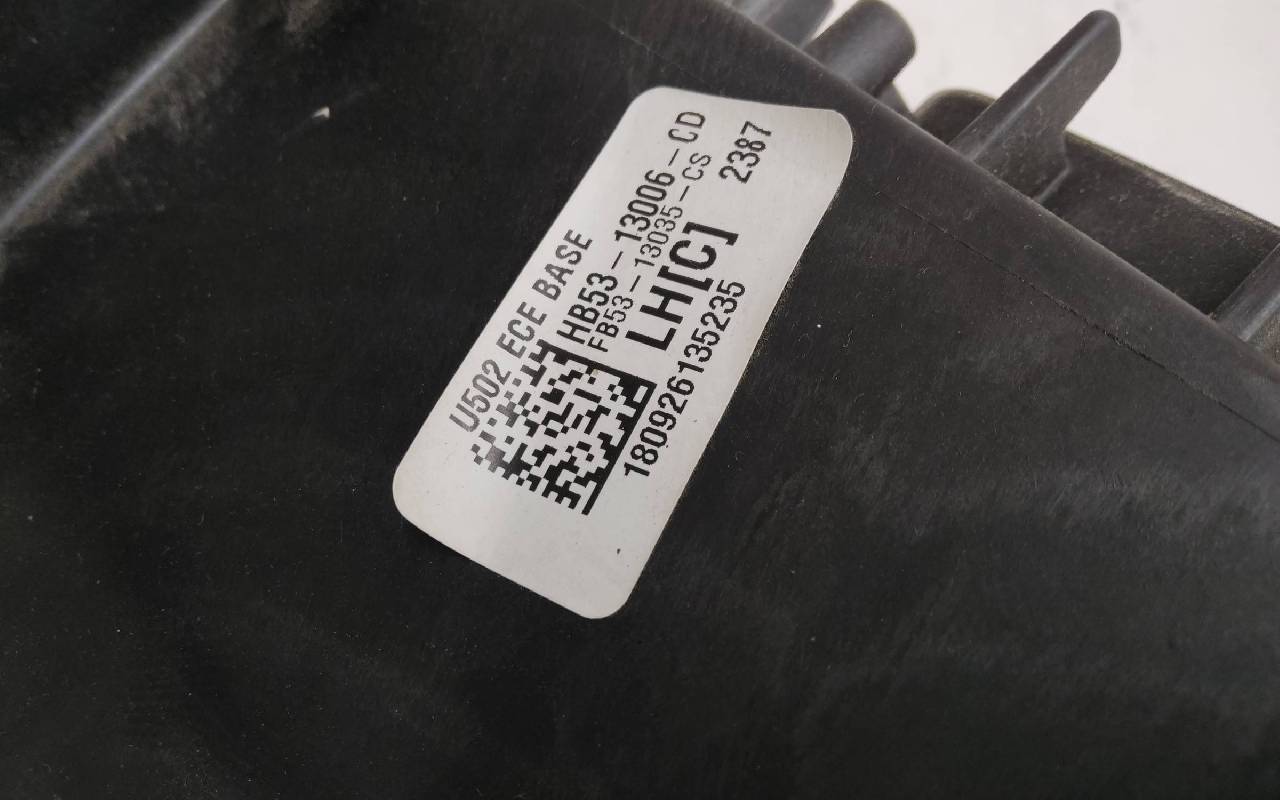 U502 ECE BASE
HB53-13006-CD
FB53-13035-CS
LH[C] 2387
180926135235